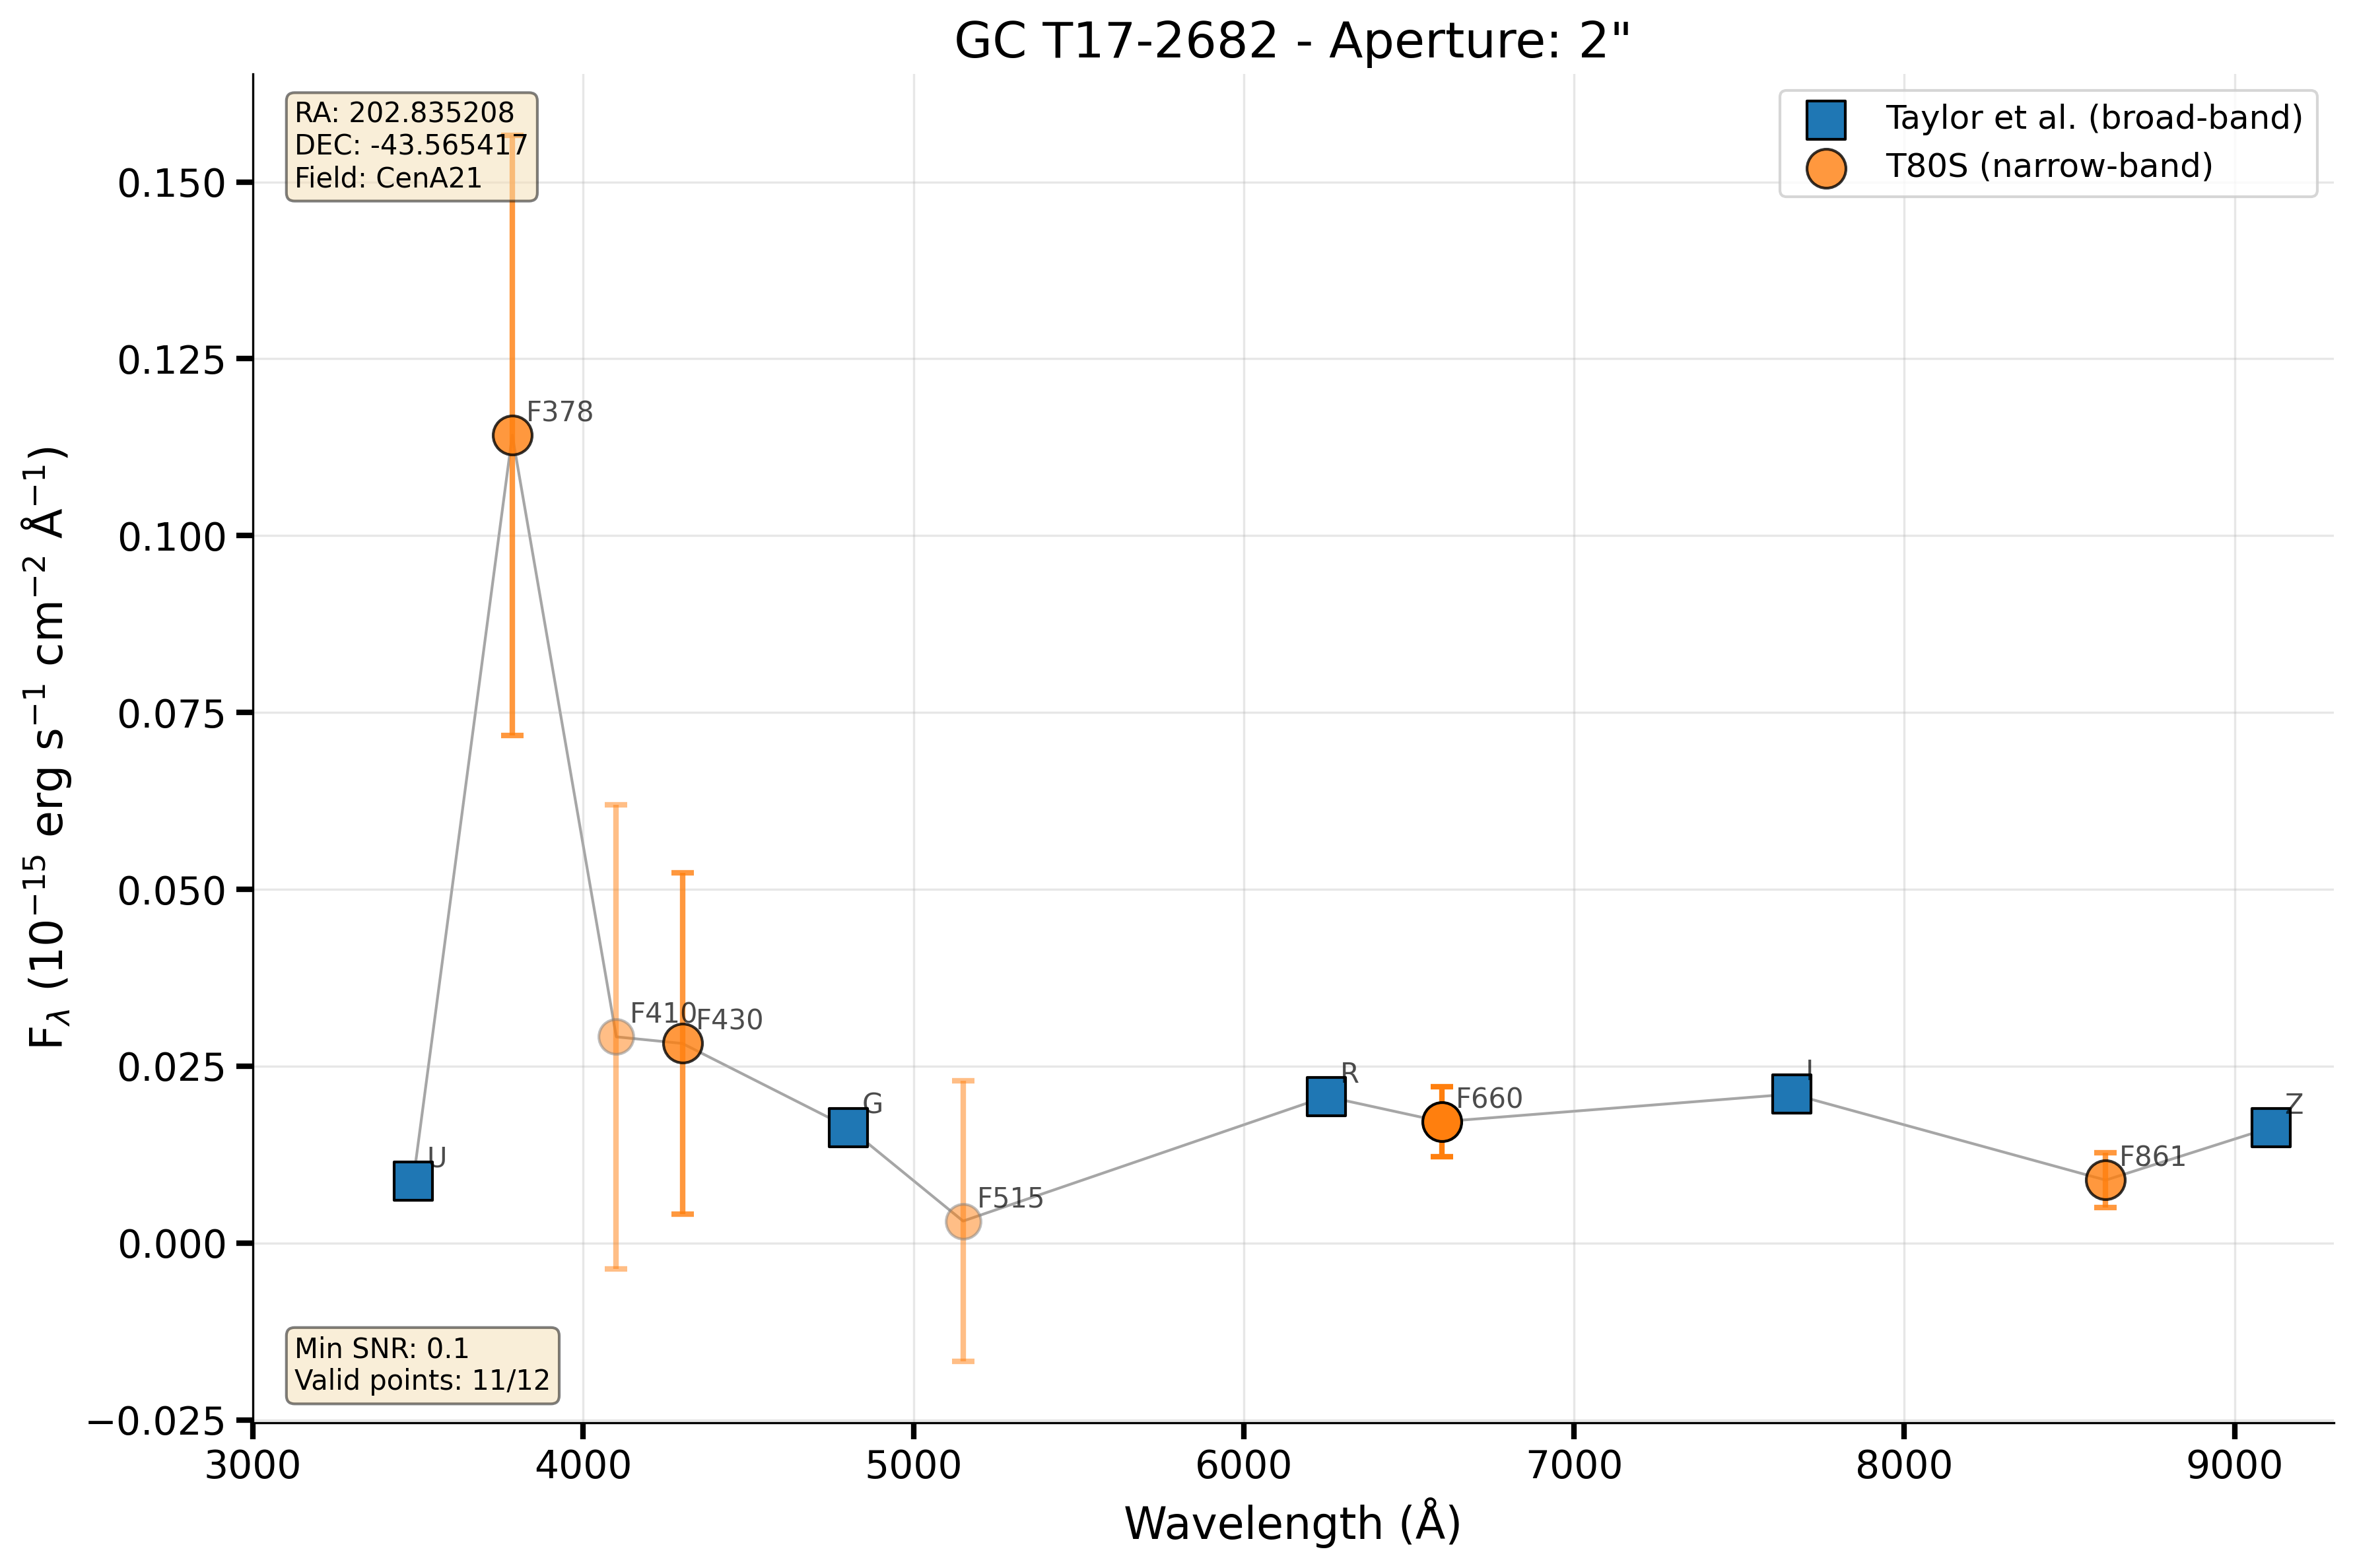 GC T17-2682 - Aperture: 2"
RA: 202.835208
DEC: -43.565417
Field: CenA21
Taylor et al. (broad-band)
T80S (narrow-band)
0.150
0.125
0.100
0.075
0.050
0.025
0.000
−0.025
F$_λ$ (10$^{−15}$ erg s$^{−1}$ cm$^{−2}$ Å$^{−1}$)
F378
F410
F430
U
G
F515
R
F660
I
F861
Z
Min SNR: 0.1
Valid points: 11/12
3000 4000 5000 6000 7000 8000 9000
Wavelength (Å)